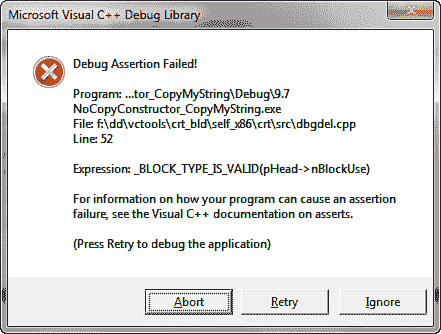 Microsoft Visual C++ Debug Library
Debug Assertion Failed!
Program: ...tor_CopyMyString\Debug\9.7
NoCopyConstructor_CopyMyString.exe
File: f:\dd\vctools\crt_bld\self_x86\crt\src\dbgdel.cpp
Line: 52
Expression: _BLOCK_TYPE_IS_VALID(pHead->nBlockUse)
For information on how your program can cause an assertion
failure, see the Visual C++ documentation on asserts.
(Press Retry to debug the application)
Abort Retry Ignore